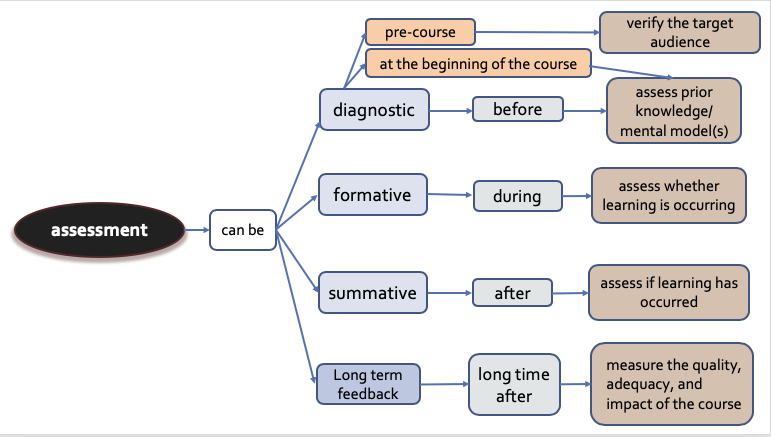 pre-course
verify the target
audience
at the beginning of the course
diagnostic
before
assess prior
knowledge/
mental model(s)
formative
during
assess whether
learning is occurring
assessment
can be
summative
after
assess if learning has
occurred
Long term
feedback
long time
after
measure the quality,
adequacy, and
impact of the course